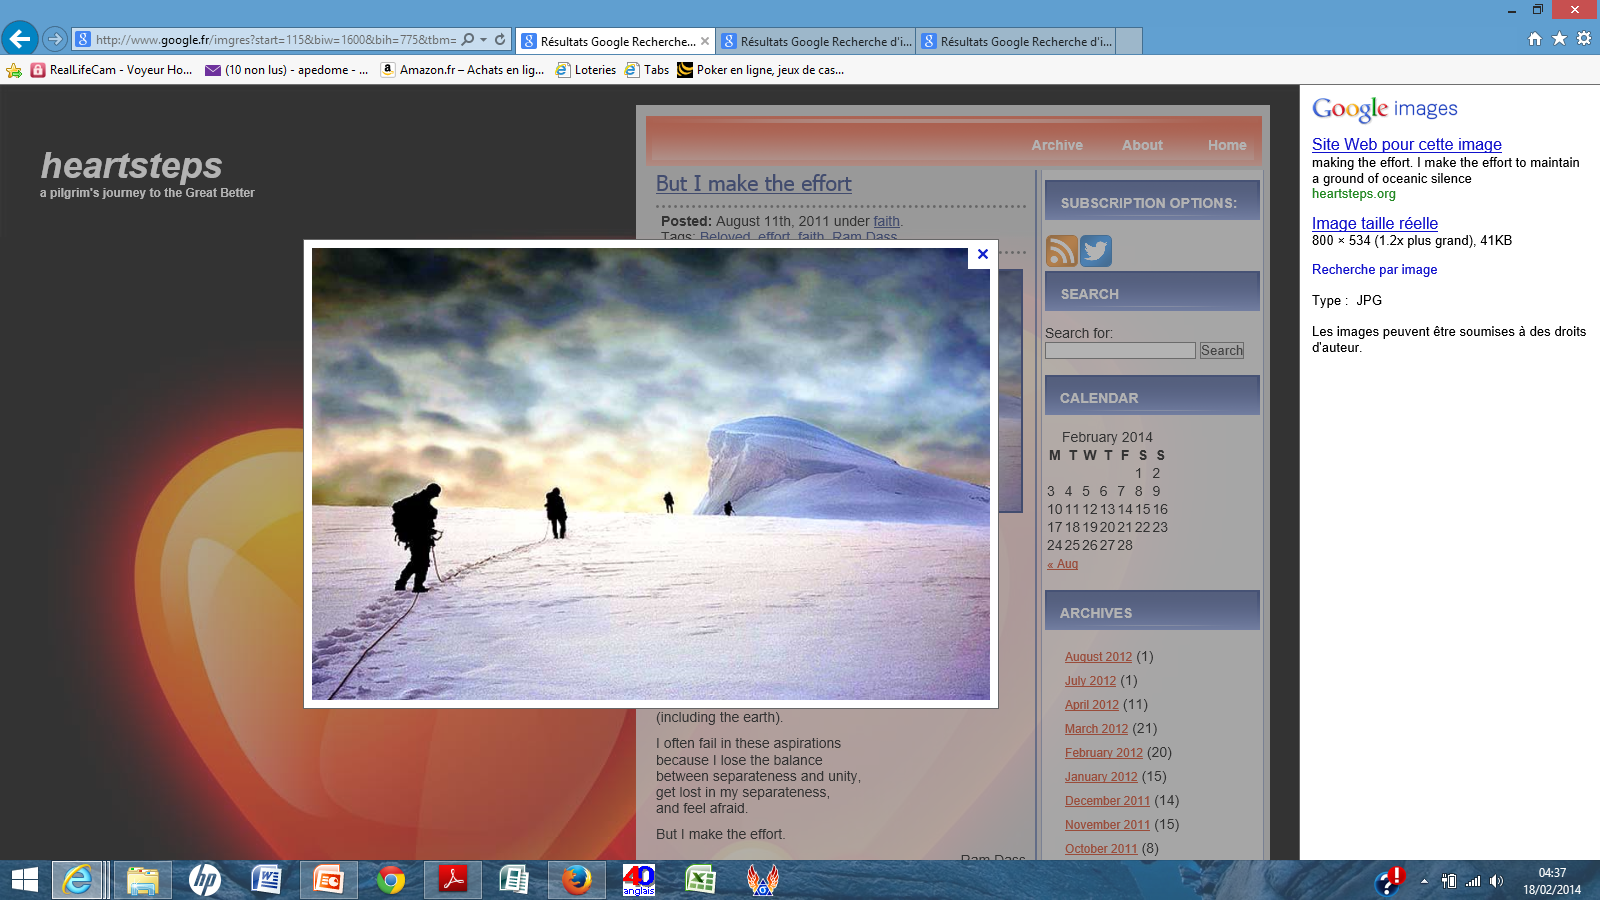 http://www.google.fr/imgres?start=115&biw=1600&bih=775&tbm=
Résultats Google Recherche...
Résultats Google Recherche d'i...
Résultats Google Recherche d'i...
RealLifeCam - Voyeur Ho...
(10 non lus) - apedome - ...
Amazon.fr – Achats en lig...
Loteries
Tabs
Poker en ligne, jeux de cas...
heartsteps
a pilgrim's journey to the Great Better
Archive About Home
But I make the effort
Posted: August 11th, 2011 under faith.
Tags: Beloved, effort, faith, Ram Dass
(including the earth).
I often fail in these aspirations
because I lose the balance
between separateness and unity,
get lost in my separateness,
and feel afraid.
But I make the effort.
Ram Dass
SUBSCRIPTION OPTIONS:
SEARCH
Search for:
Search
CALENDAR
February 2014
M T W T F S S
1 2
3 4 5 6 7 8 9
10 11 12 13 14 15 16
17 18 19 20 21 22 23
24 25 26 27 28
« Aug
ARCHIVES
August 2012 (1)
July 2012 (1)
April 2012 (11)
March 2012 (21)
February 2012 (20)
January 2012 (15)
December 2011 (14)
November 2011 (15)
October 2011 (8)
Google images
Site Web pour cette image
making the effort. I make the effort to maintain
a ground of oceanic silence
heartsteps.org
Image taille réelle
800 × 534 (1.2x plus grand), 41KB
Recherche par image
Type : JPG
Les images peuvent être soumises à des droits
d'auteur.
hp
40
anglais
04:37
18/02/2014